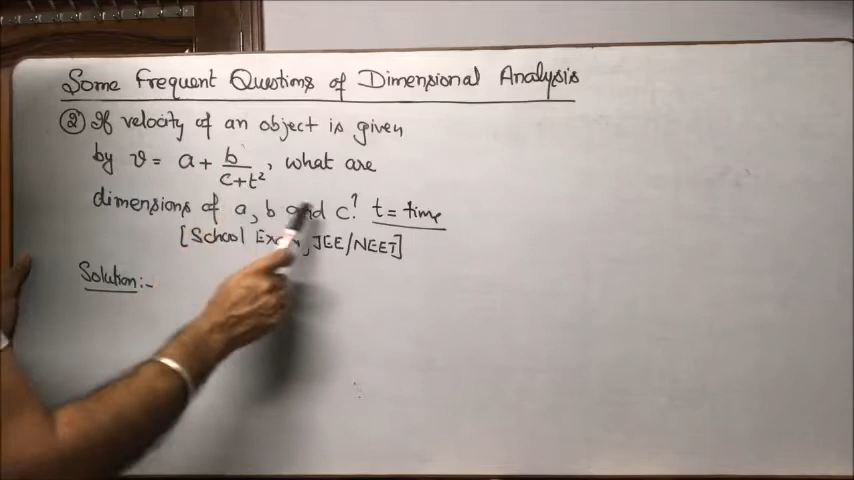 Some Frequent Questions of Dimensional Analysis
② If velocity of an object is given
by v = a + b/(c+t²), what are
dimensions of a, b and c? t = time
[School Exam, JEE/NEET]
Solution:-